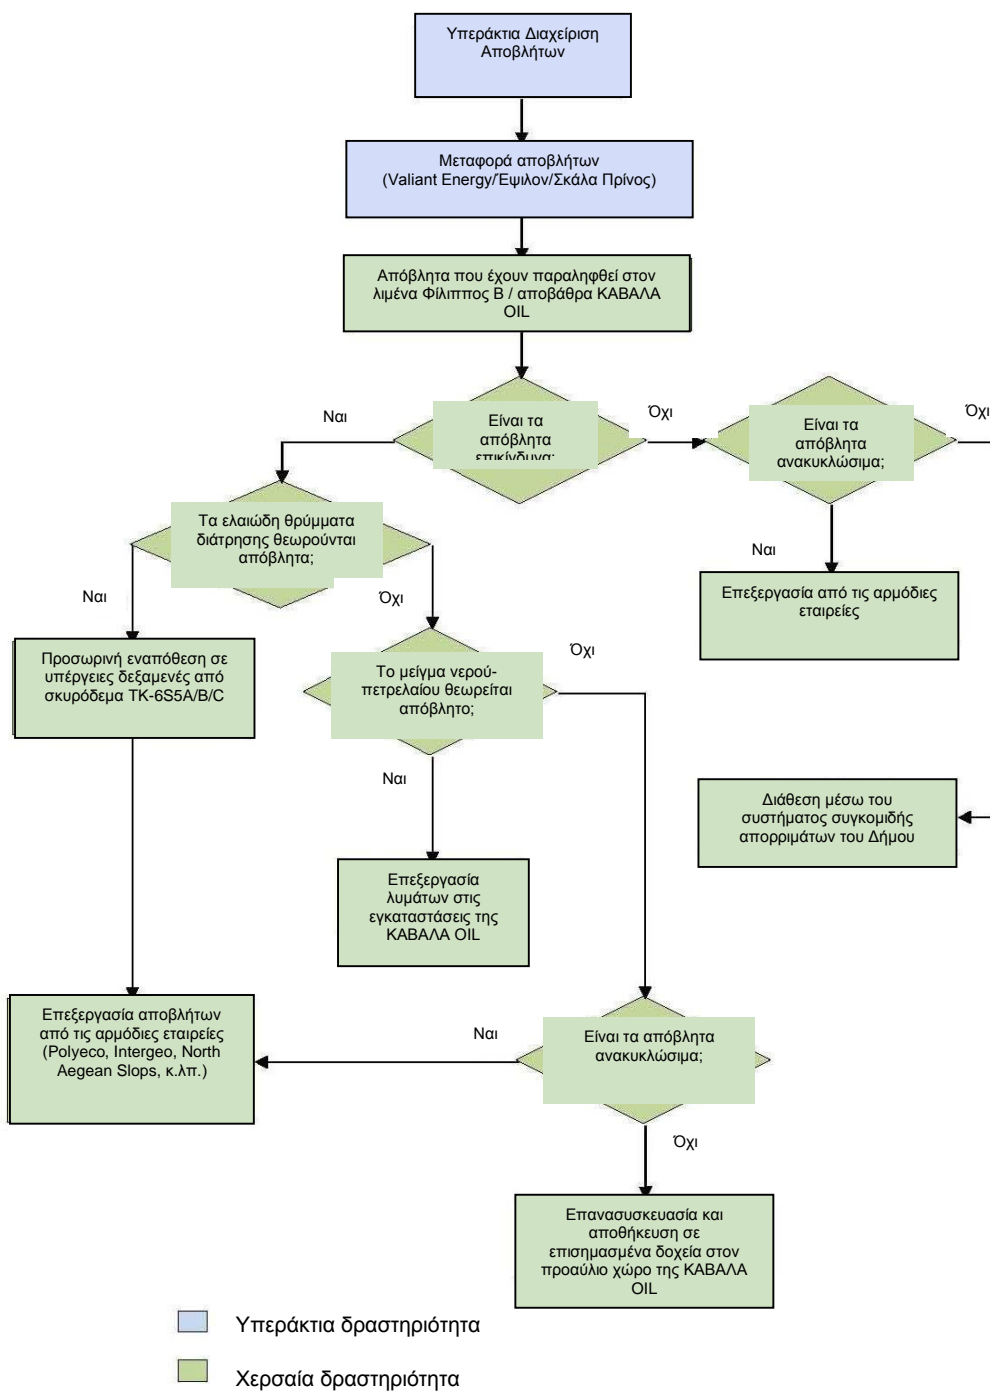 Υπεράκτια Διαχείριση
Αποβλήτων
Μεταφορά αποβλήτων
(Valiant Energy/Έψιλον/Σκάλα Πρίνος)
Απόβλητα που έχουν παραληφθεί στον
λιμένα Φίλιππος Β / αποβάθρα ΚΑΒΑΛΑ
OIL
Ναι
Είναι τα
απόβλητα
επικίνδυνα;
Όχι
Είναι τα
απόβλητα
ανακυκλώσιμα;
Όχι
Τα ελαιώδη θρύμματα
διάτρησης θεωρούνται
απόβλητα;
Ναι
Όχι
Ναι
Επεξεργασία από τις αρμόδιες
εταιρείες
Προσωρινή εναπόθεση σε
υπέργειες δεξαμενές από
σκυρόδεμα TK-6S5A/B/C
Το μείγμα νερού-
πετρελαίου θεωρείται
απόβλητο;
Όχι
Ναι
Διάθεση μέσω του
συστήματος συγκομιδής
απορριμάτων του Δήμου
Επεξεργασία
λυμάτων στις
εγκαταστάσεις της
ΚΑΒΑΛΑ OIL
Επεξεργασία αποβλήτων
από τις αρμόδιες εταιρείες
(Polyeco, Intergeo, North
Aegean Slops, κ.λπ.)
Ναι
Είναι τα απόβλητα
ανακυκλώσιμα;
Όχι
Επανασυσκευασία και
αποθήκευση σε
επισημασμένα δοχεία στον
προαύλιο χώρο της ΚΑΒΑΛΑ
OIL
Υπεράκτια δραστηριότητα
Χερσαία δραστηριότητα